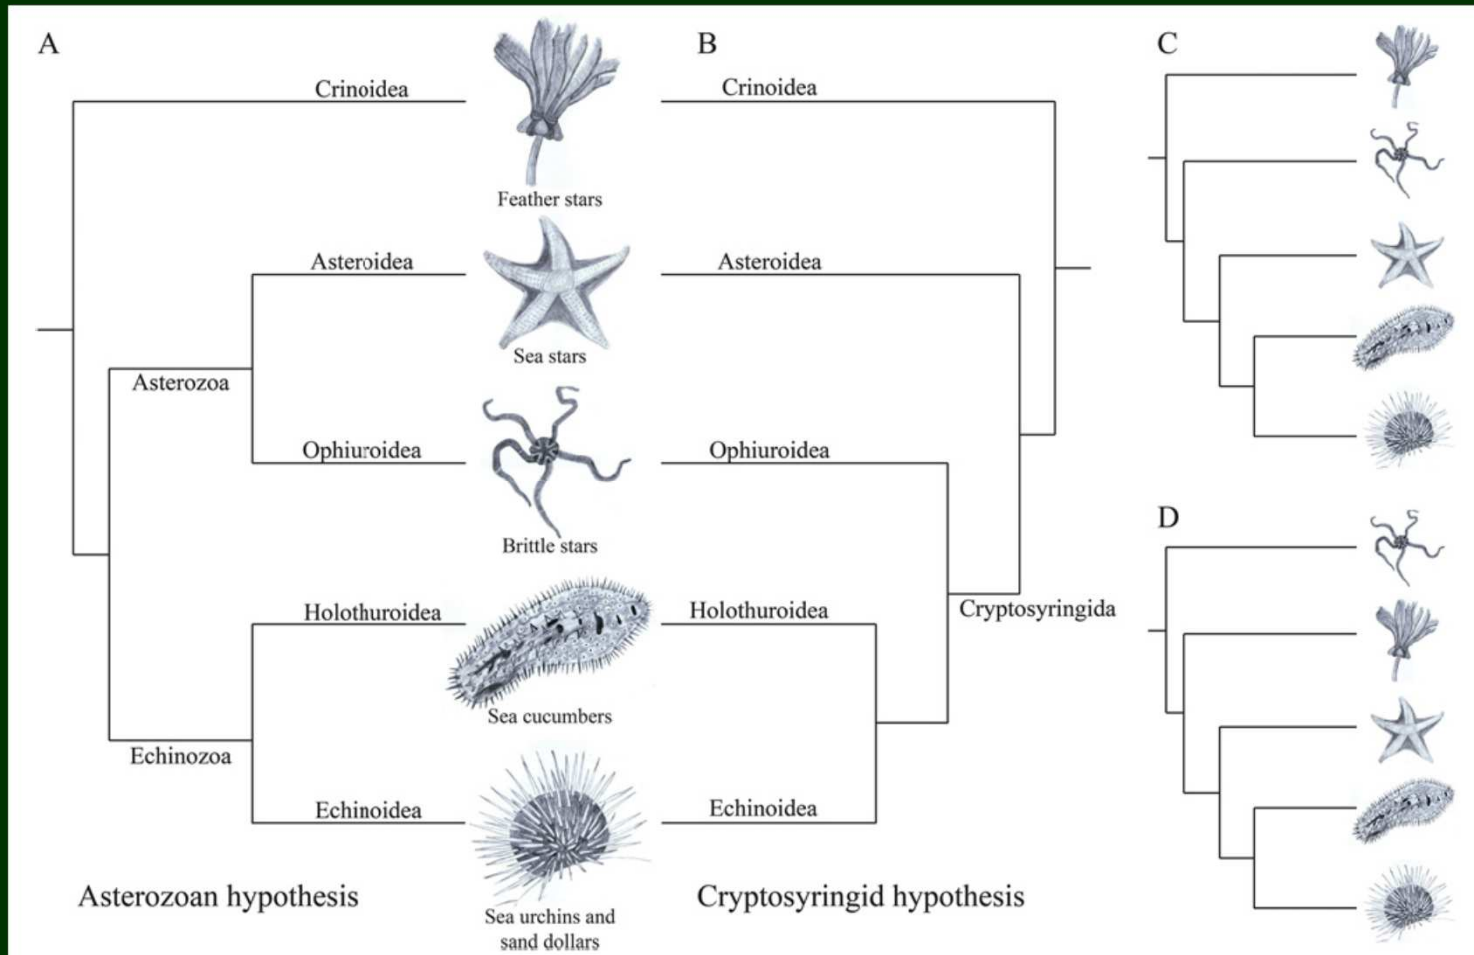 A
B
C
Crinoidea
Crinoidea
Feather stars
Asteroidea
Asteroidea
Sea stars
Asterozoa
Ophiuroidea
Ophiuroidea
D
Brittle stars
Holothuroidea
Holothuroidea
Cryptosyringida
Sea cucumbers
Echinozoa
Echinoidea
Echinoidea
Asterozoan hypothesis
Cryptosyringid hypothesis
Sea urchins and
sand dollars